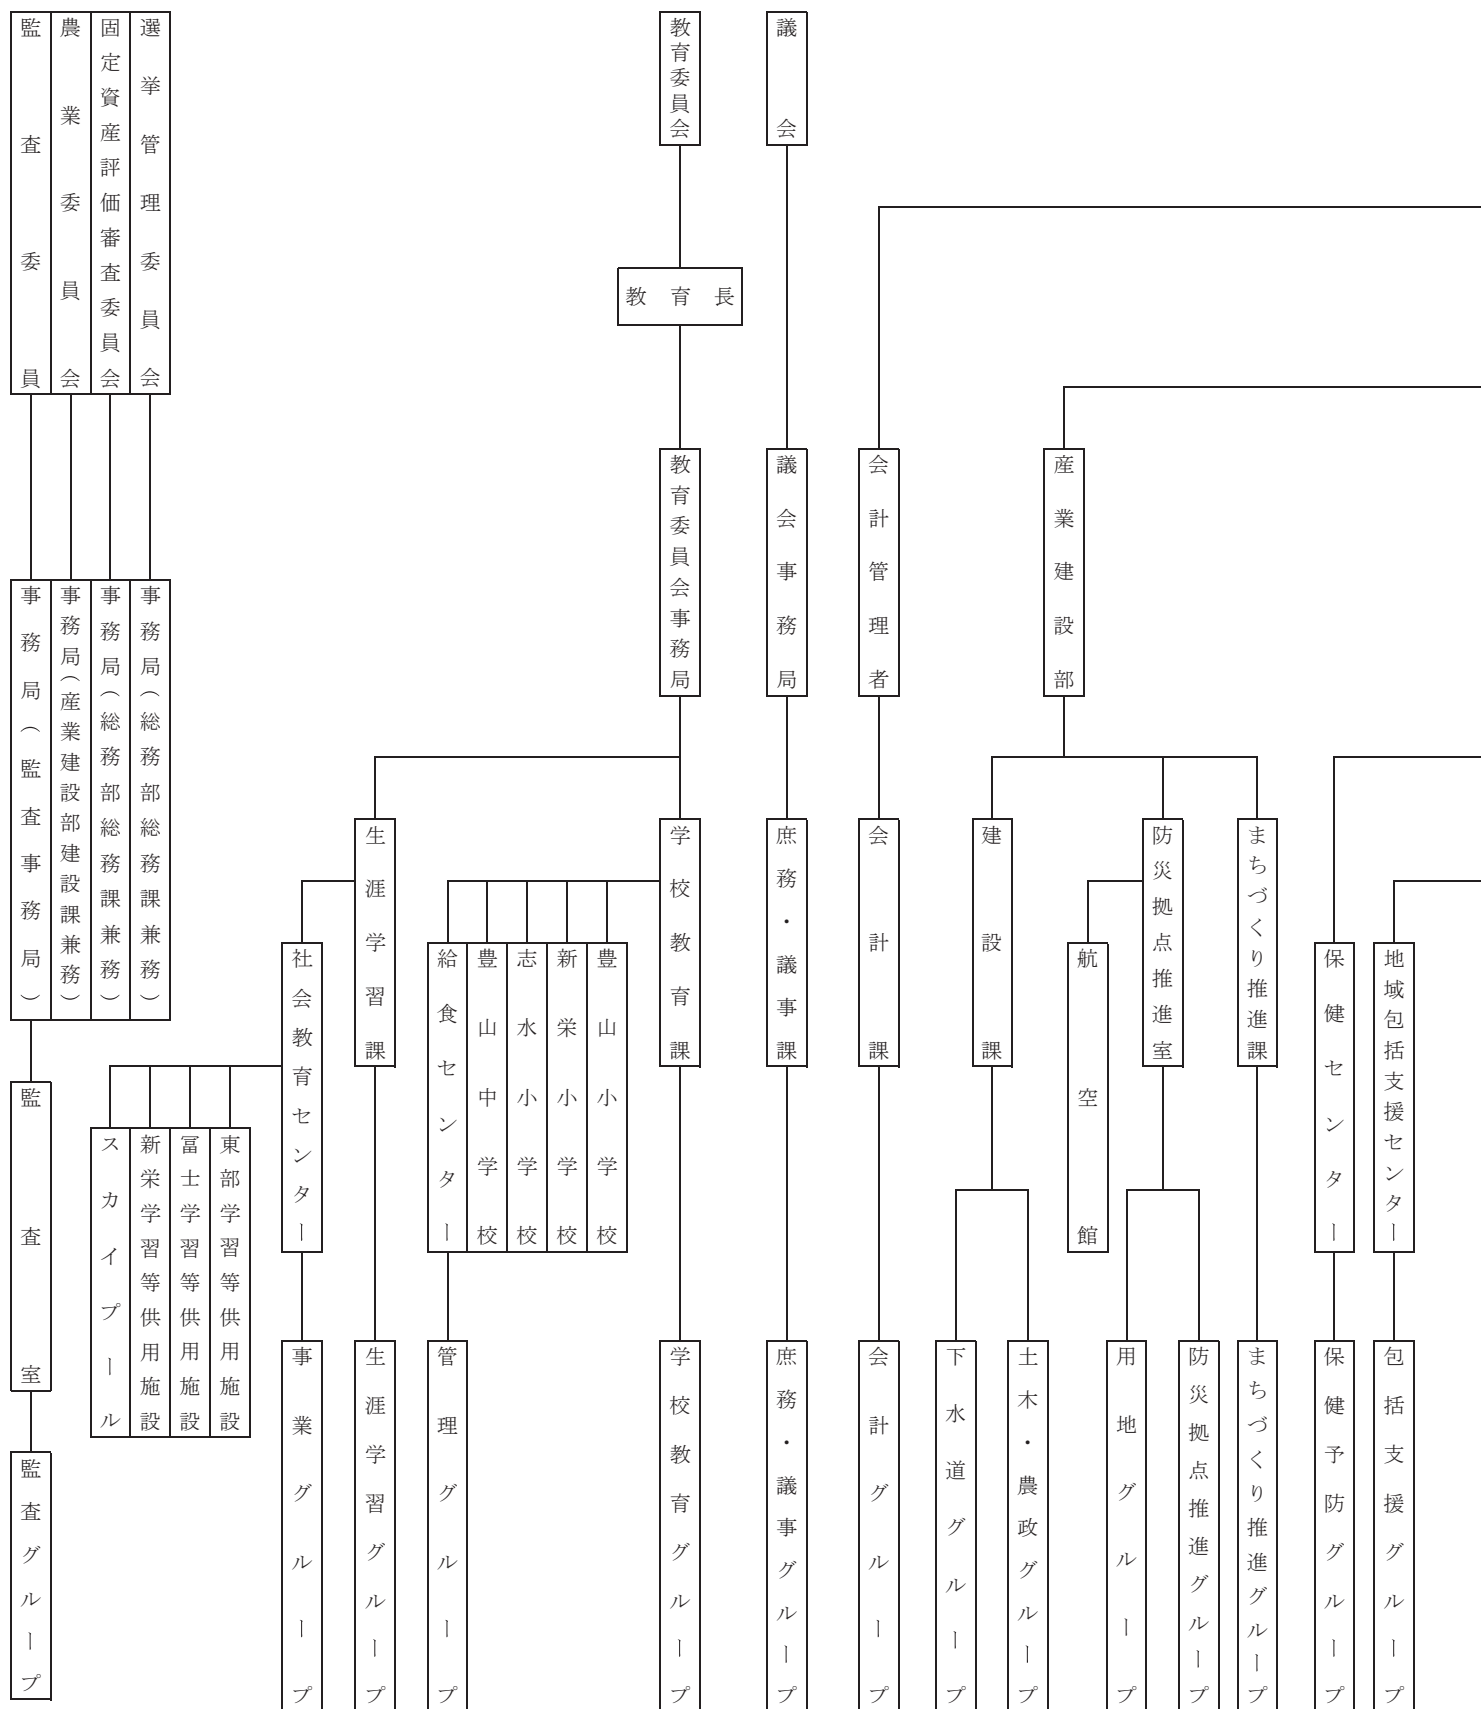 議会
教育委員会
選挙管理委員会
固定資産評価審査委員会
農業委員会
監査委員
教育長
産業建設部
会計管理者
議会事務局
教育委員会事務局
事務局（総務部総務課兼務）
事務局（総務部総務課兼務）
事務局（産業建設部建設課兼務）
事務局（監査事務局）
まちづくり推進課
防災拠点推進室
建設課
会計課
庶務・議事課
学校教育課
生涯学習課
地域包括支援センター
保健センター
航空館
豊山小学校
新栄小学校
志水小学校
豊山中学校
給食センター
社会教育センター
監査室
東部学習等供用施設
冨士学習等供用施設
新栄学習等供用施設
スカイプール
包括支援グループ
保健予防グループ
まちづくり推進グループ
防災拠点推進グループ
用地グループ
土木・農政グループ
下水道グループ
会計グループ
庶務・議事グループ
学校教育グループ
管理グループ
生涯学習グループ
事業グループ
監査グループ